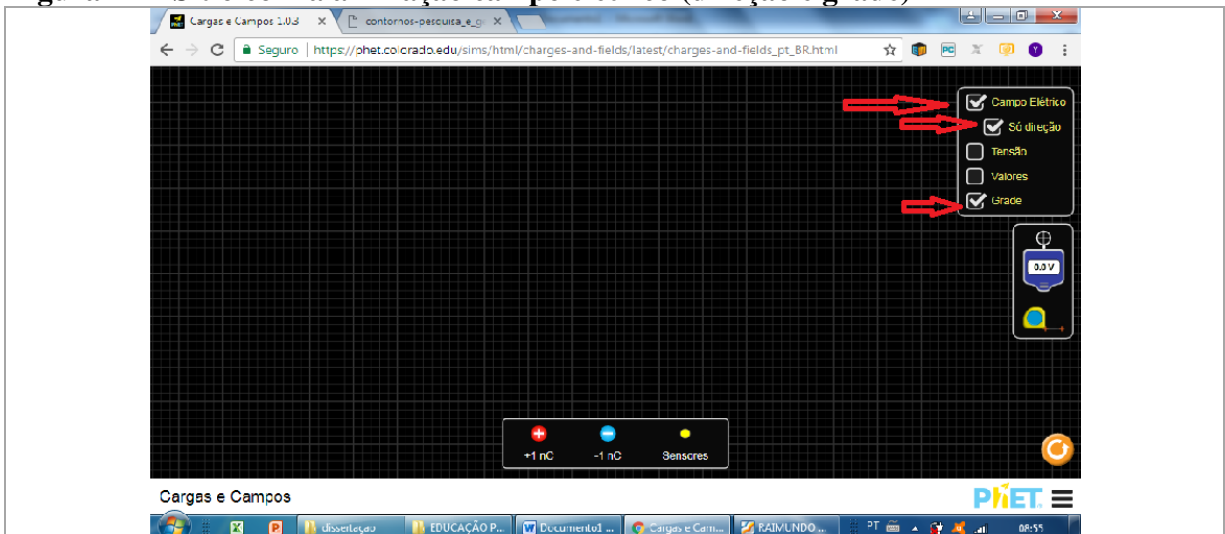 Cargas e Campos 1.0.3
Seguro | https://phet.colorado.edu/sims/html/charges-and-fields/latest/charges-and-fields_pt_BR.html
PC
Y
Campo Elétrico
Só direção
Tensão
Valores
Grade
0.0 V
+1 nC
-1 nC
Sensores
Cargas e Campos
PhET
dissertação
EDUCAÇÃO P...
Documento1 ...
Cargas e Cam...
RAIMUNDO ...
PT
08:55